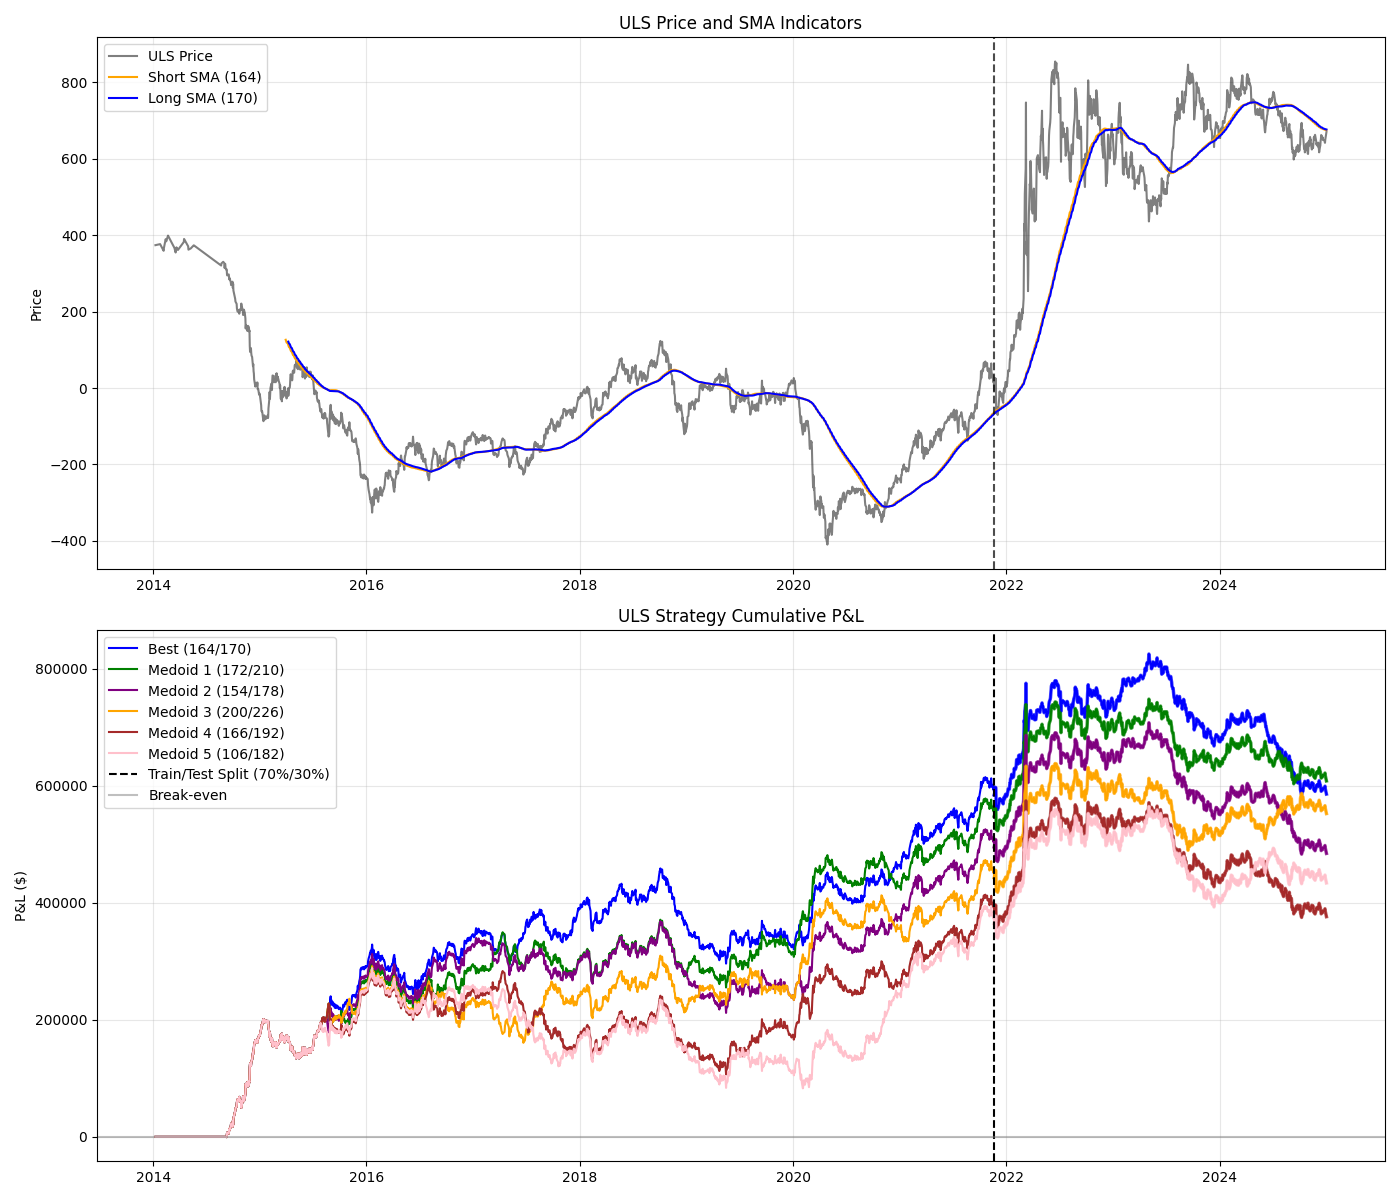 ULS Price and SMA Indicators
ULS Price
Short SMA (164)
Long SMA (170)
Price
800
600
400
200
0
−200
−400
2014
2016
2018
2020
2022
2024
ULS Strategy Cumulative P&L
Best (164/170)
Medoid 1 (172/210)
Medoid 2 (154/178)
Medoid 3 (200/226)
Medoid 4 (166/192)
Medoid 5 (106/182)
Train/Test Split (70%/30%)
Break-even
P&L ($)
800000
600000
400000
200000
0
2014
2016
2018
2020
2022
2024